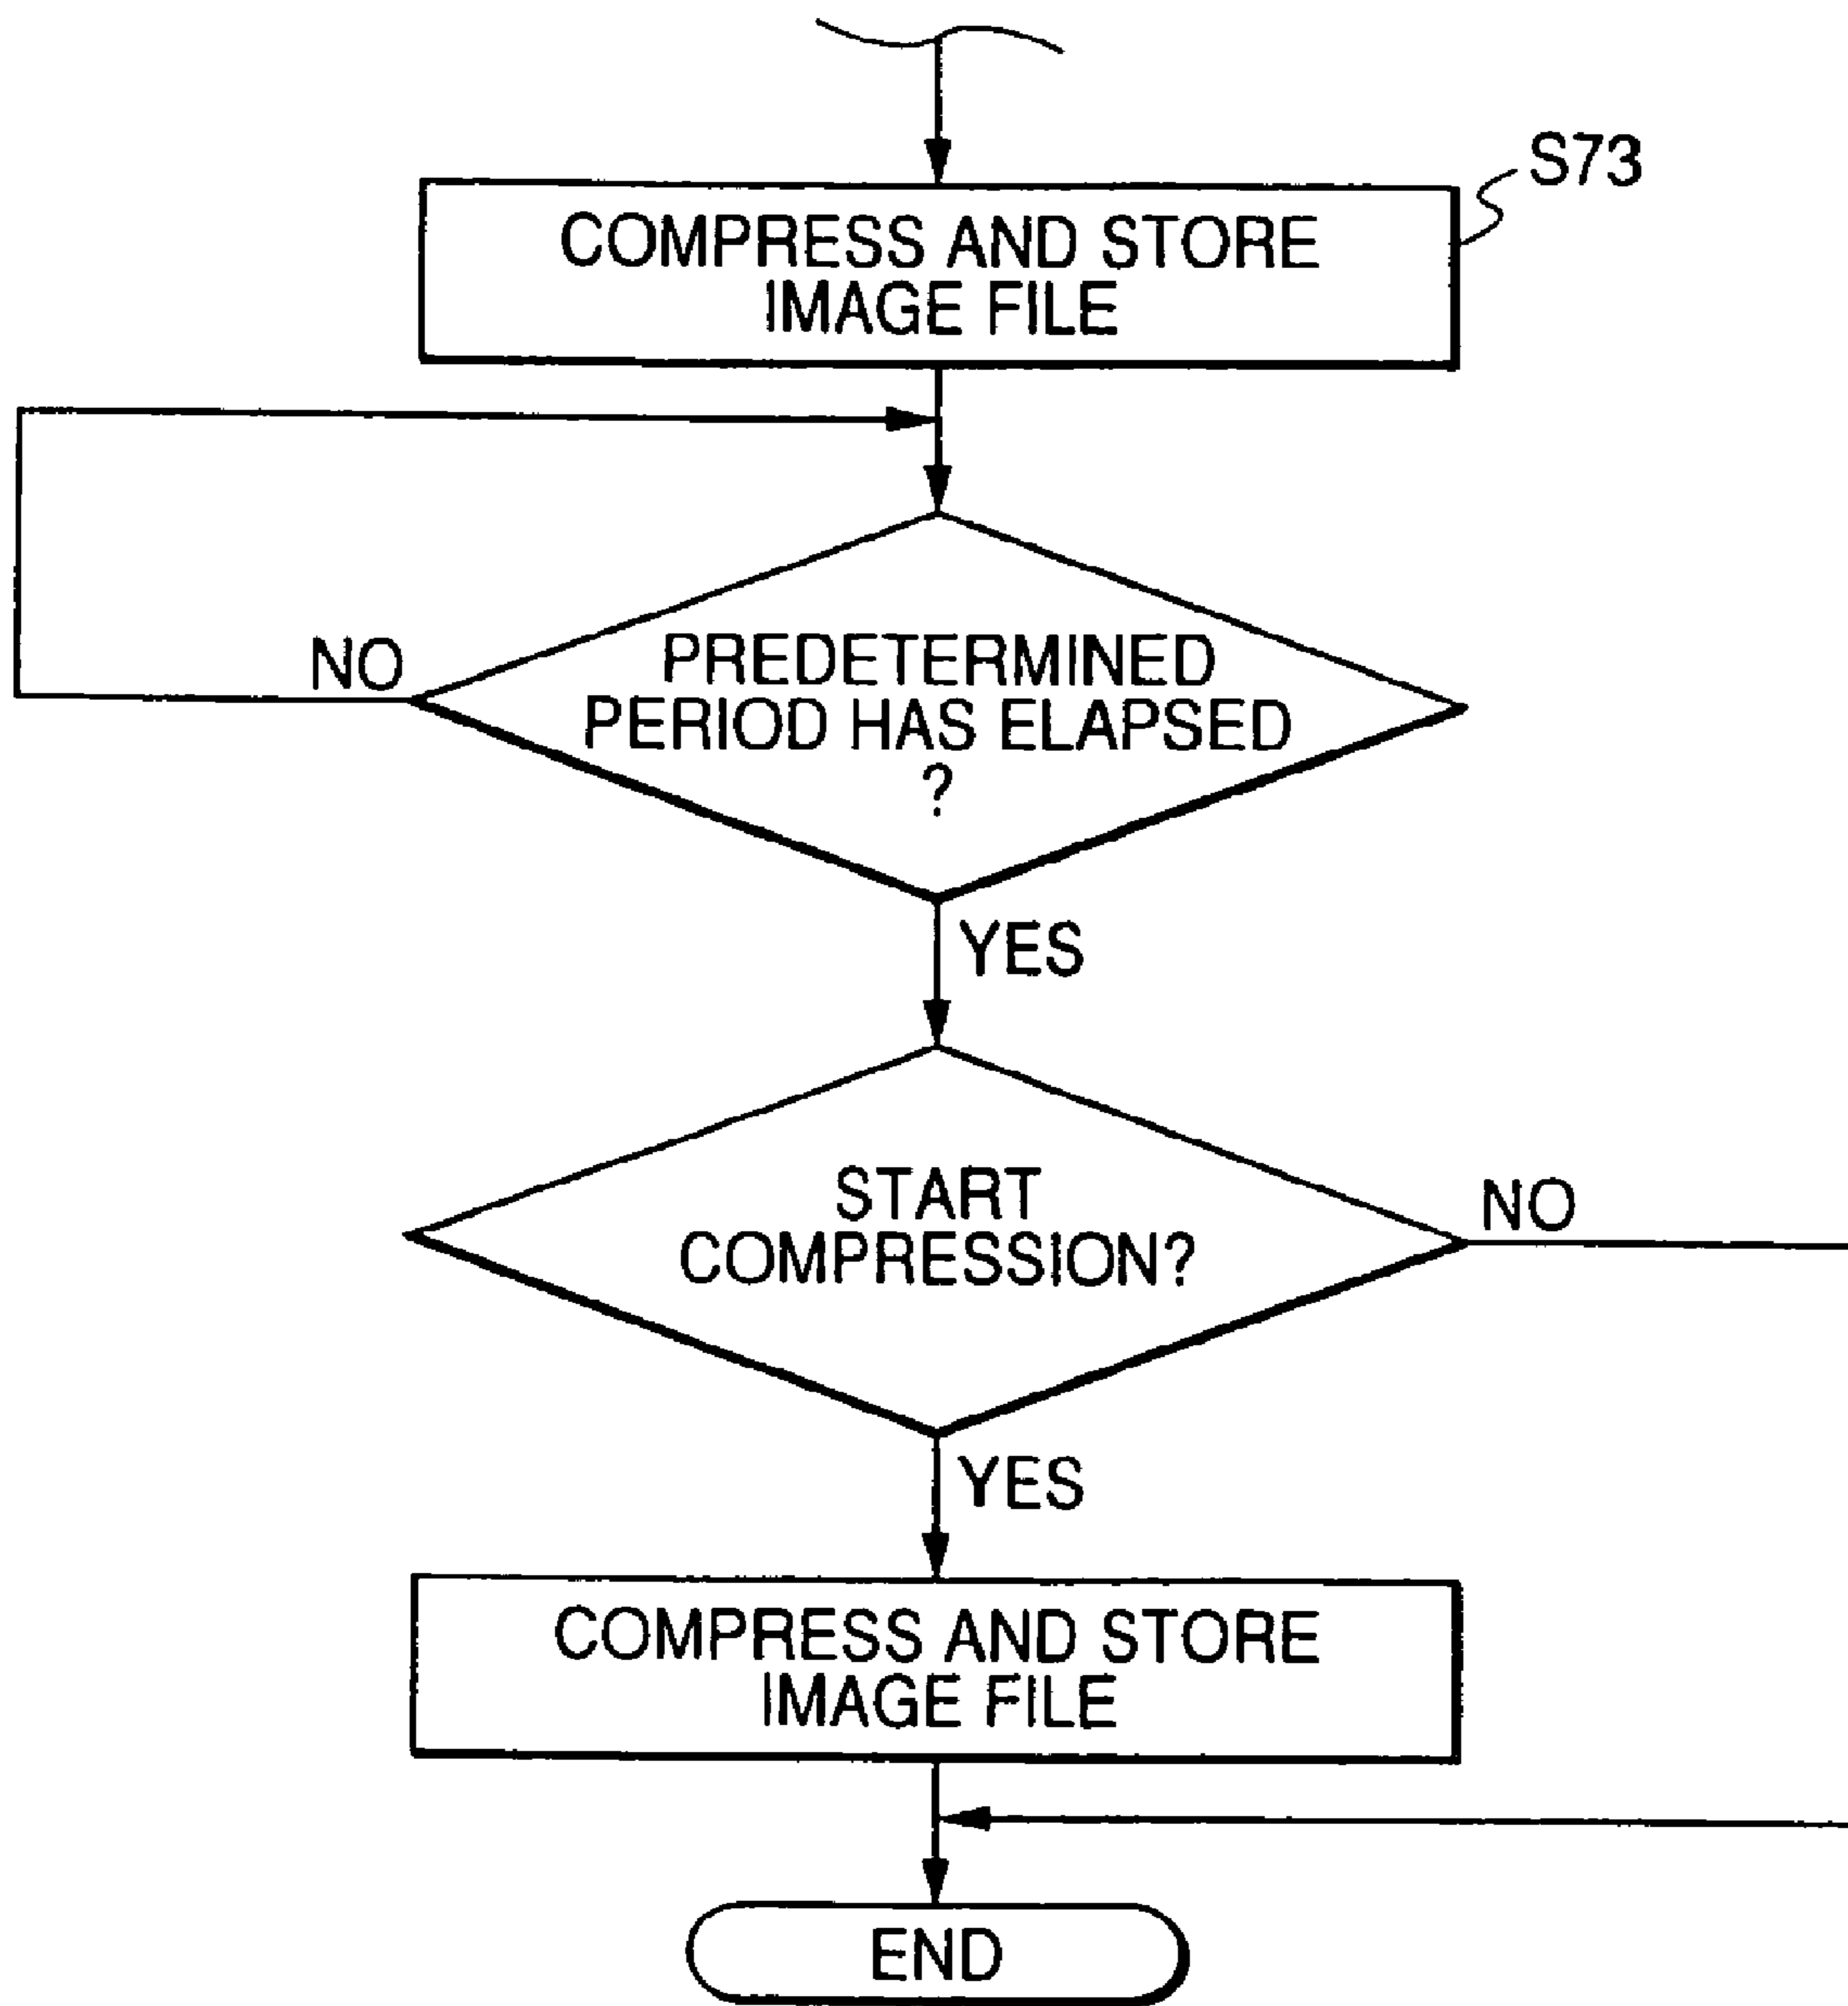 S73
COMPRESS AND STORE
IMAGE FILE
NO
PREDETERMINED
PERIOD HAS ELAPSED
?
YES
START
COMPRESSION?
NO
YES
COMPRESS AND STORE
IMAGE FILE
END